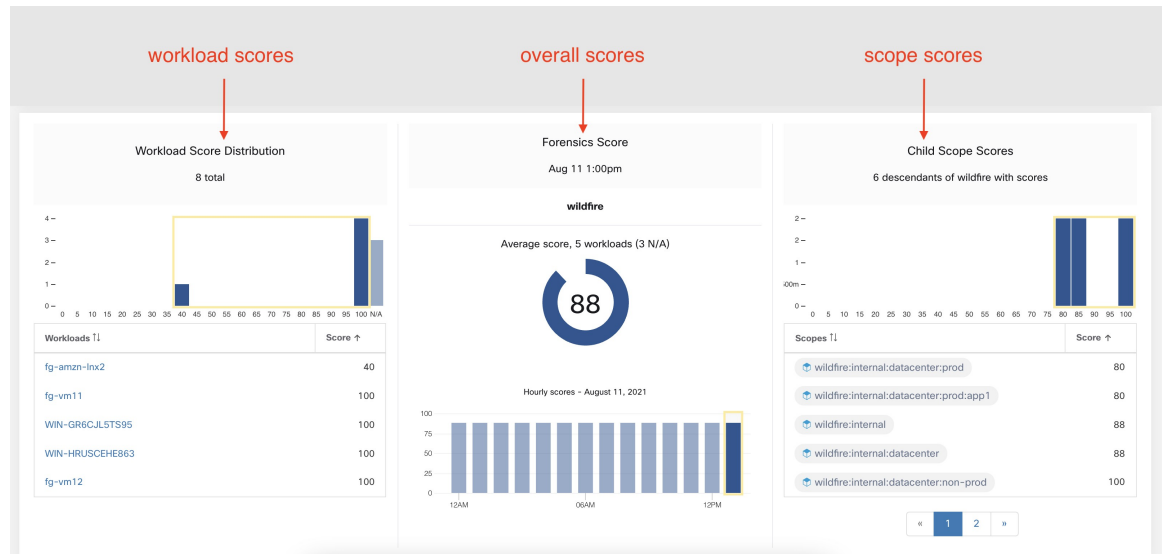 workload scores
overall scores
scope scores
Workload Score Distribution
8 total
4
3
2
1
0
0 5 10 15 20 25 30 35 40 45 50 55 60 65 70 75 80 85 90 95 100 N/A
Workloads ↑↓ Score ↑
fg-amzn-lnx2 40
fg-vm11 100
WIN-GR6CJL5TS95 100
WIN-HRUSCEHE863 100
fg-vm12 100
Forensics Score
Aug 11 1:00pm
wildfire
Average score, 5 workloads (3 N/A)
88
Hourly scores - August 11, 2021
100
75
50
25
0
12AM 06AM 12PM
Child Scope Scores
6 descendants of wildfire with scores
2
2
1
500m
0
0 5 10 15 20 25 30 35 40 45 50 55 60 65 70 75 80 85 90 95 100
Scopes ↑↓ Score ↑
wildfire:internal:datacenter:prod 80
wildfire:internal:datacenter:prod:app1 80
wildfire:internal 88
wildfire:internal:datacenter 88
wildfire:internal:datacenter:non-prod 100
« 1 2 »